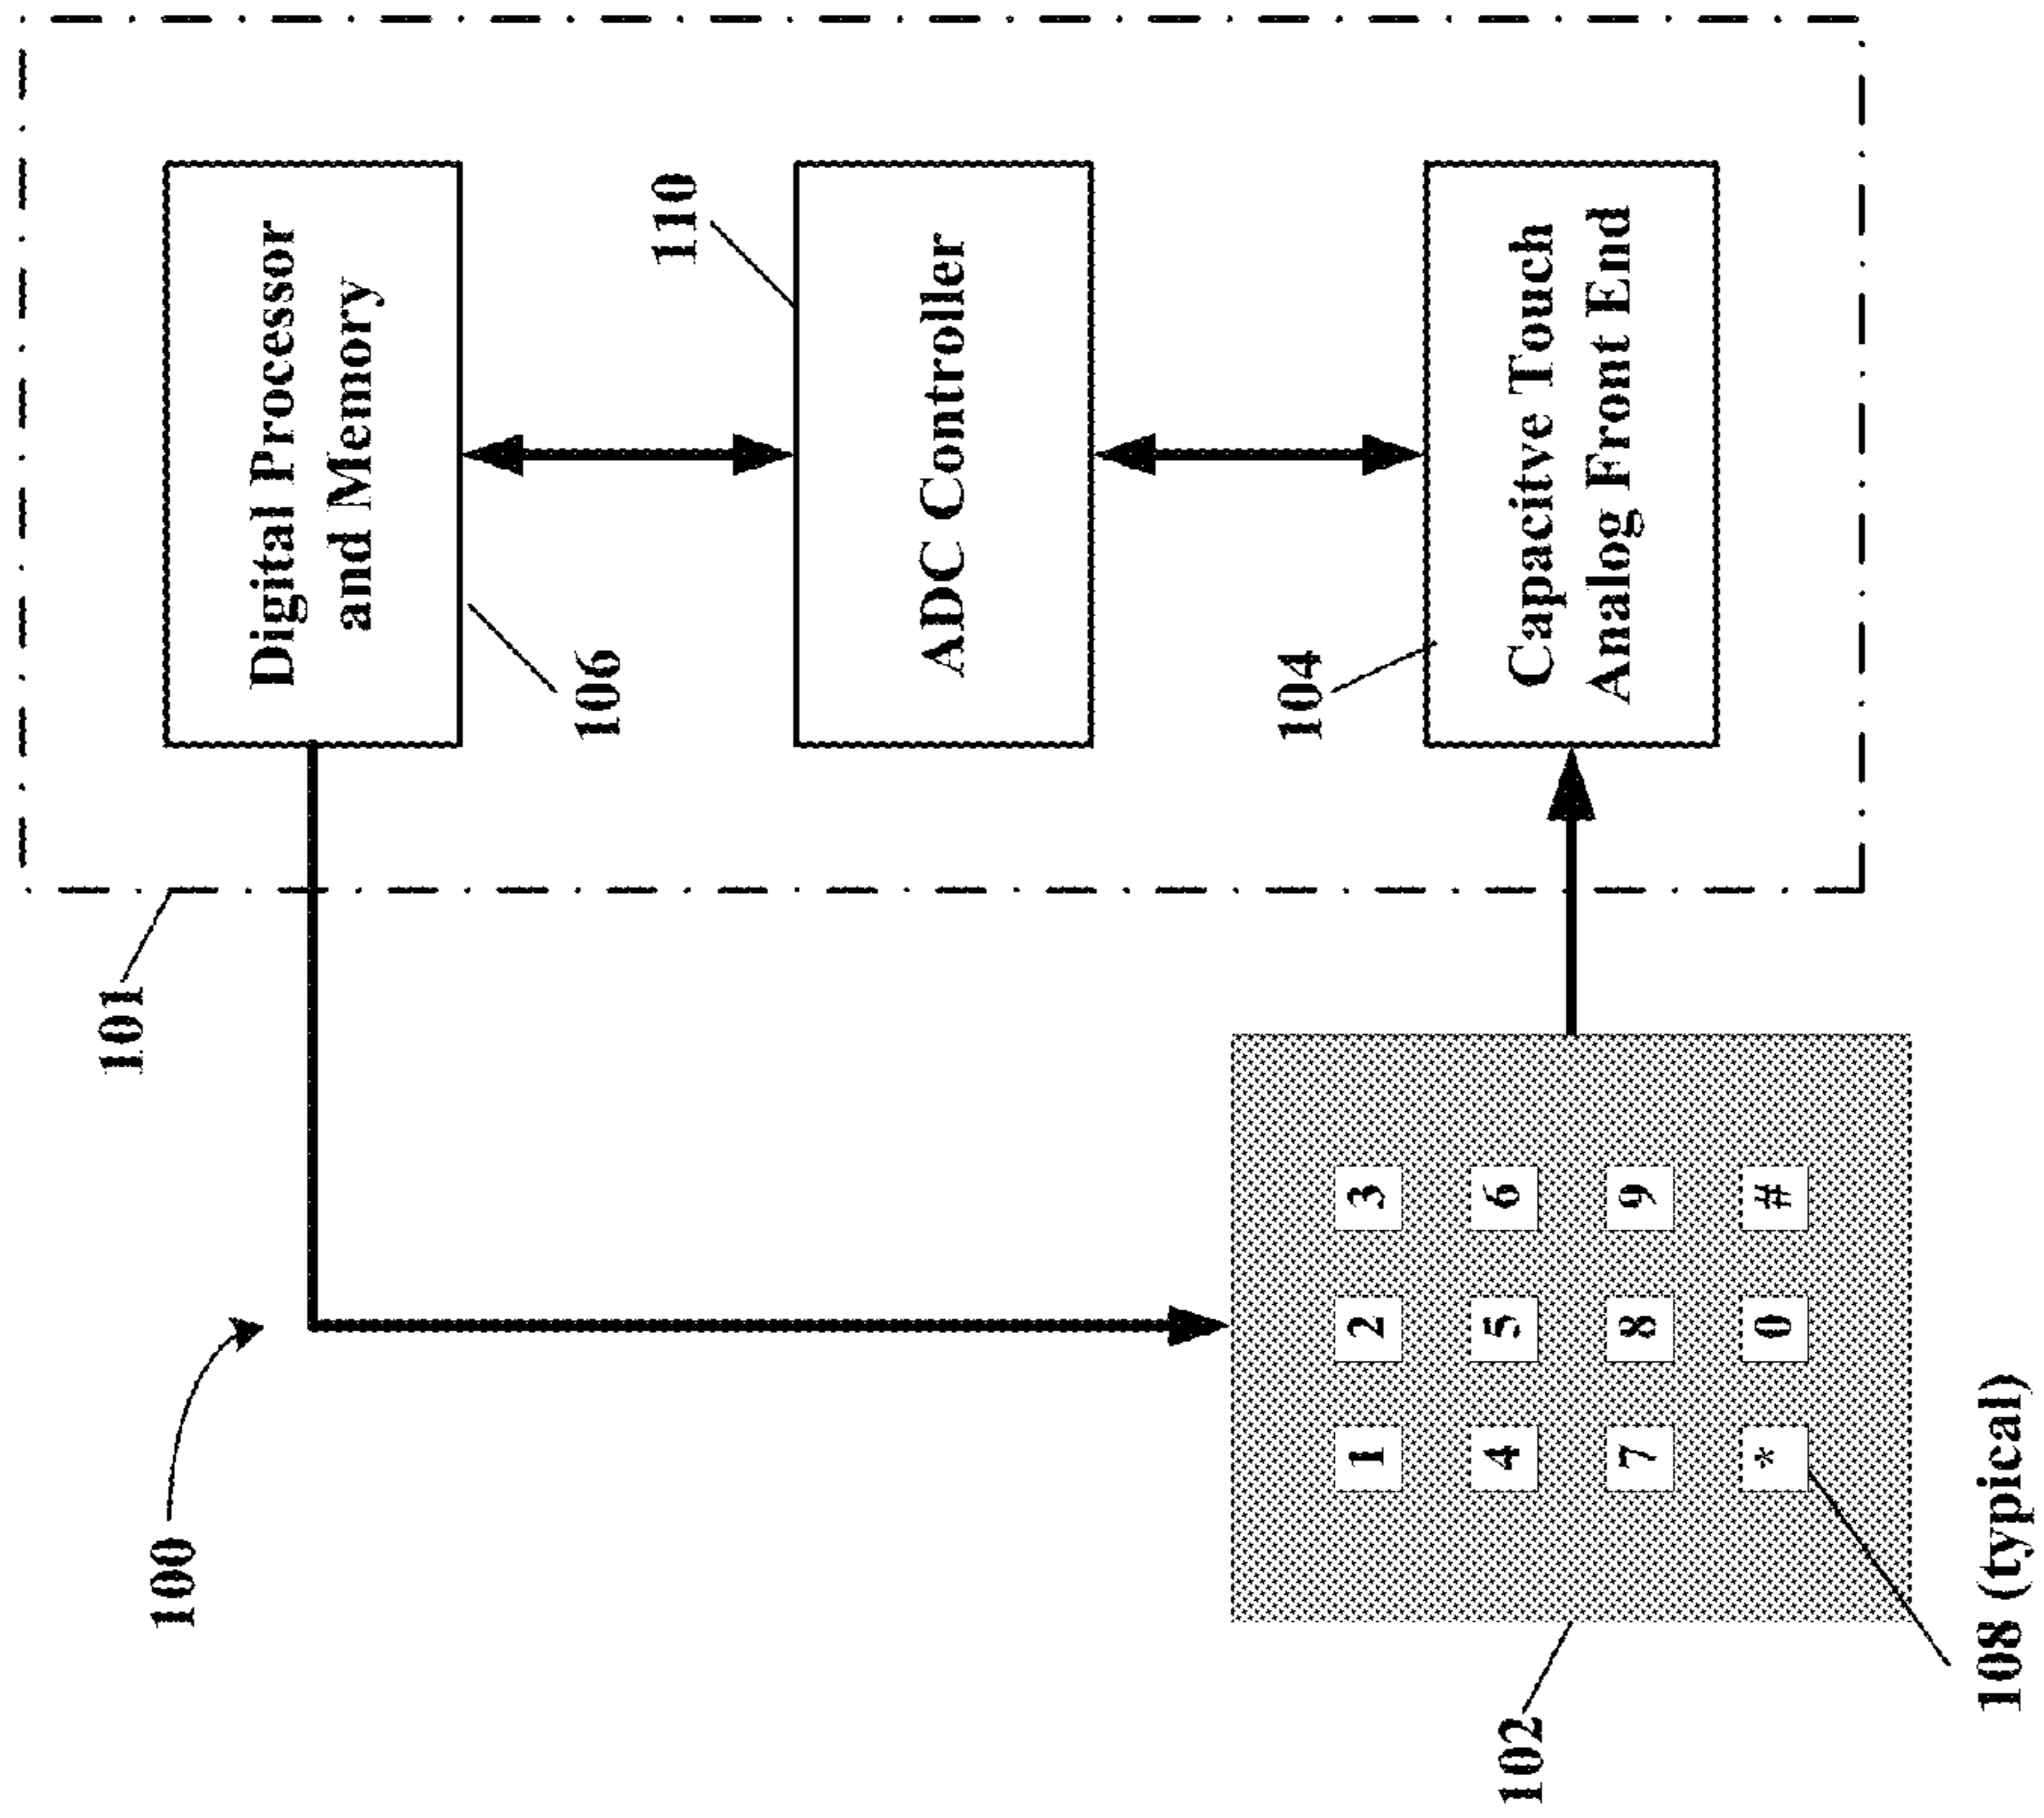 101
100
Digital Processor
and Memory
106
110
ADC Controller
104
Capacitve Touch
Analog Front End
1 2 3
4 5 6
7 8 9
* 0 #
102
108 (typical)